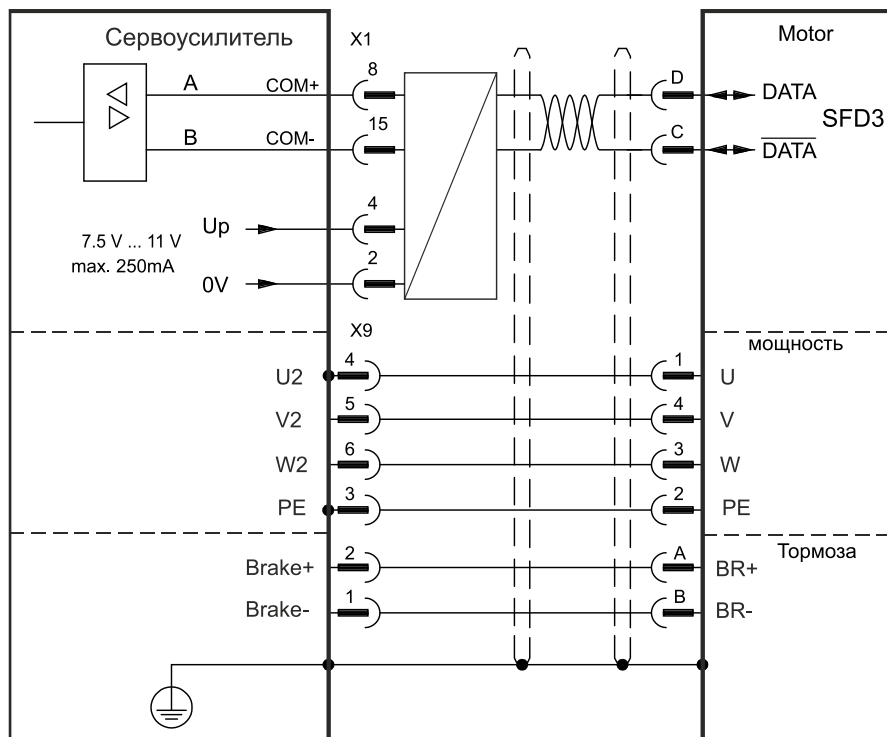 Сервоусилитель
X1
Motor
A COM+ 8
D DATA
SFD3
B COM- 15
C DATA
Up 4
7.5 V ... 11 V
max. 250mA
0V 2
X9
мощность
U2 4 1 U
V2 5 4 V
W2 6 3 W
PE 3 2 PE
Тормоза
Brake+ 2 A BR+
Brake- 1 B BR-